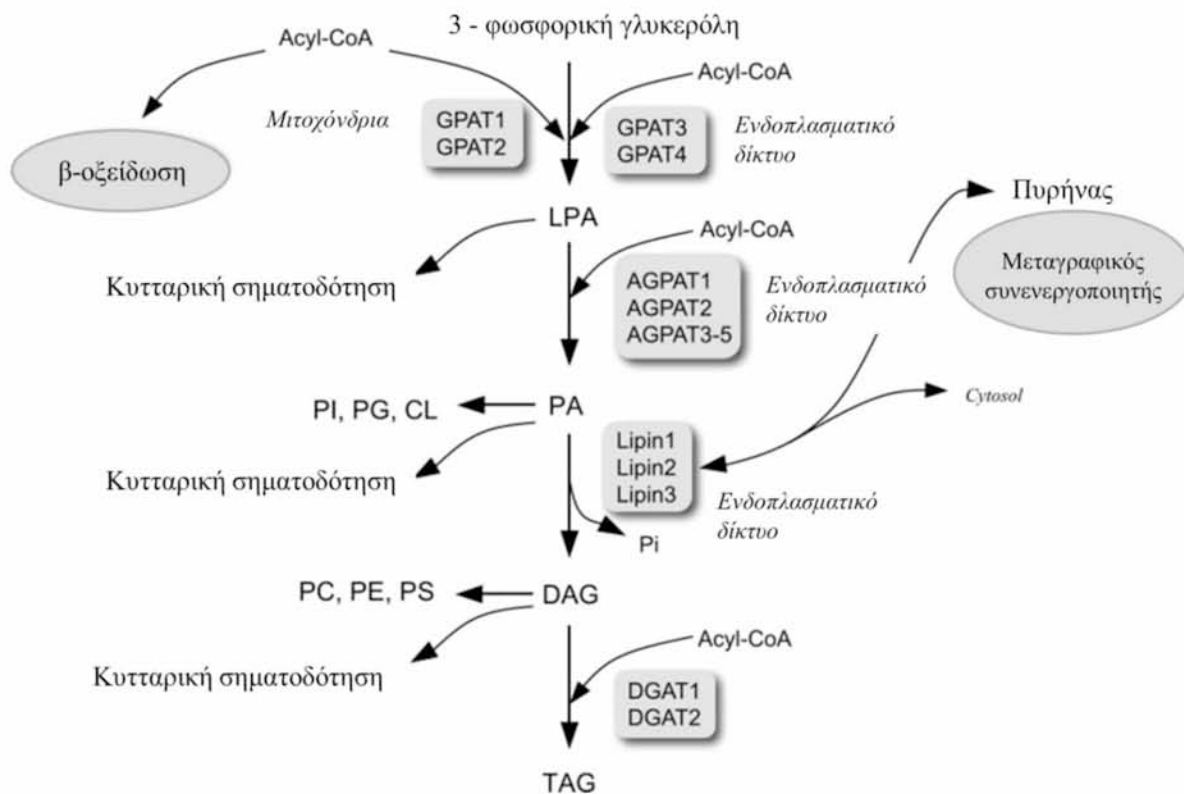 3 - φωσφορική γλυκερόλη
Acyl-CoA
Acyl-CoA
Μιτοχόνδρια
GPAT1
GPAT2
GPAT3
GPAT4
Ενδοπλασματικό
δίκτυο
β-οξείδωση
Πυρήνας
LPA
Acyl-CoA
Μεταγραφικός
συνενεργοποιητής
Κυτταρική σηματοδότηση
AGPAT1
AGPAT2
AGPAT3-5
Ενδοπλασματικό
δίκτυο
PI, PG, CL
PA
Cytosol
Κυτταρική σηματοδότηση
Lipin1
Lipin2
Lipin3
Ενδοπλασματικό
δίκτυο
Pi
PC, PE, PS
DAG
Acyl-CoA
Κυτταρική σηματοδότηση
DGAT1
DGAT2
TAG